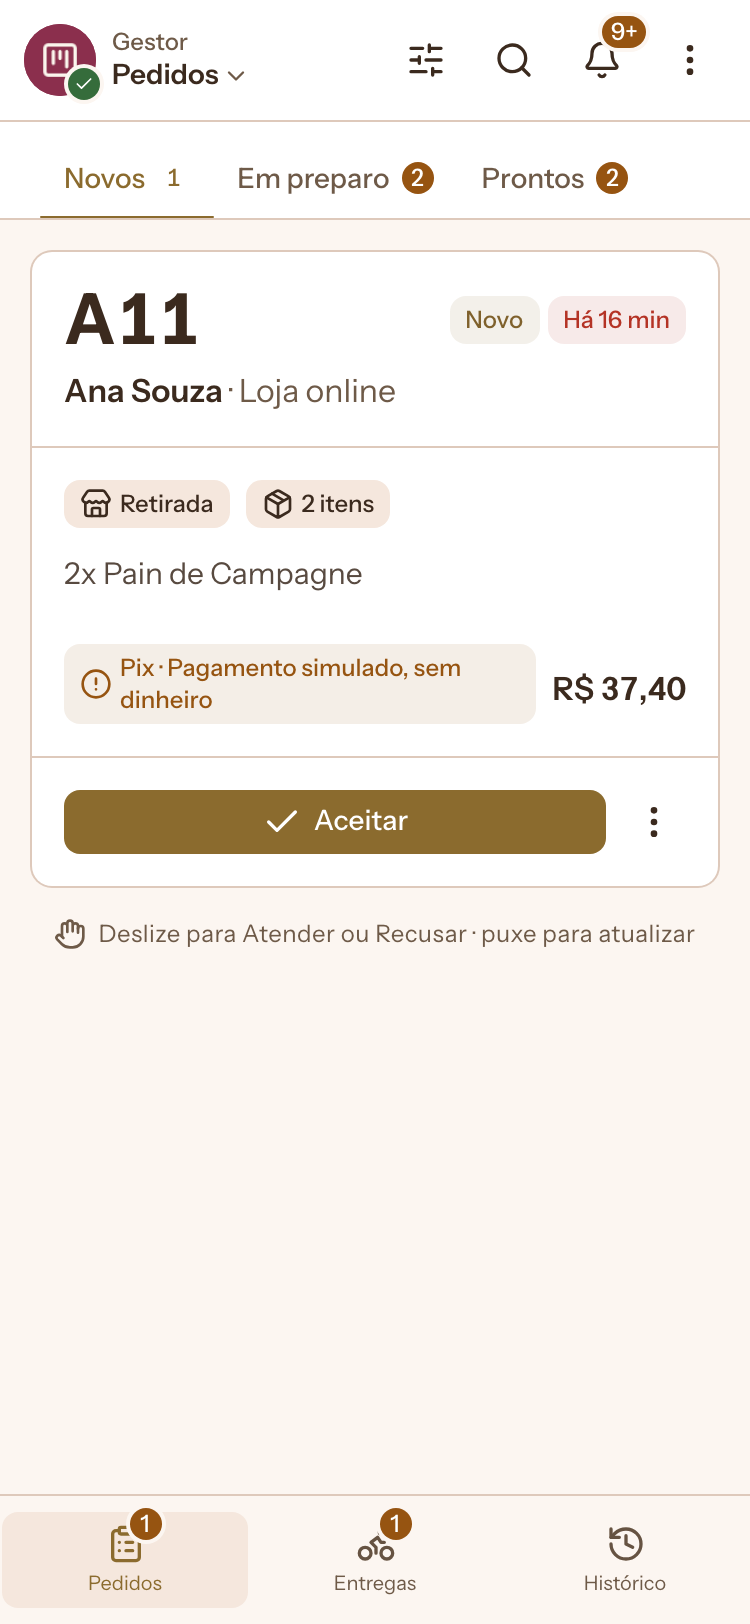 Gestor
Pedidos
9+
Novos 1
Em preparo 2
Prontos 2
A11
Novo
Há 16 min
Ana Souza · Loja online
Retirada
2 itens
2x Pain de Campagne
Pix · Pagamento simulado, sem
dinheiro
R$ 37,40
Aceitar
Deslize para Atender ou Recusar · puxe para atualizar
1
Pedidos
1
Entregas
Histórico